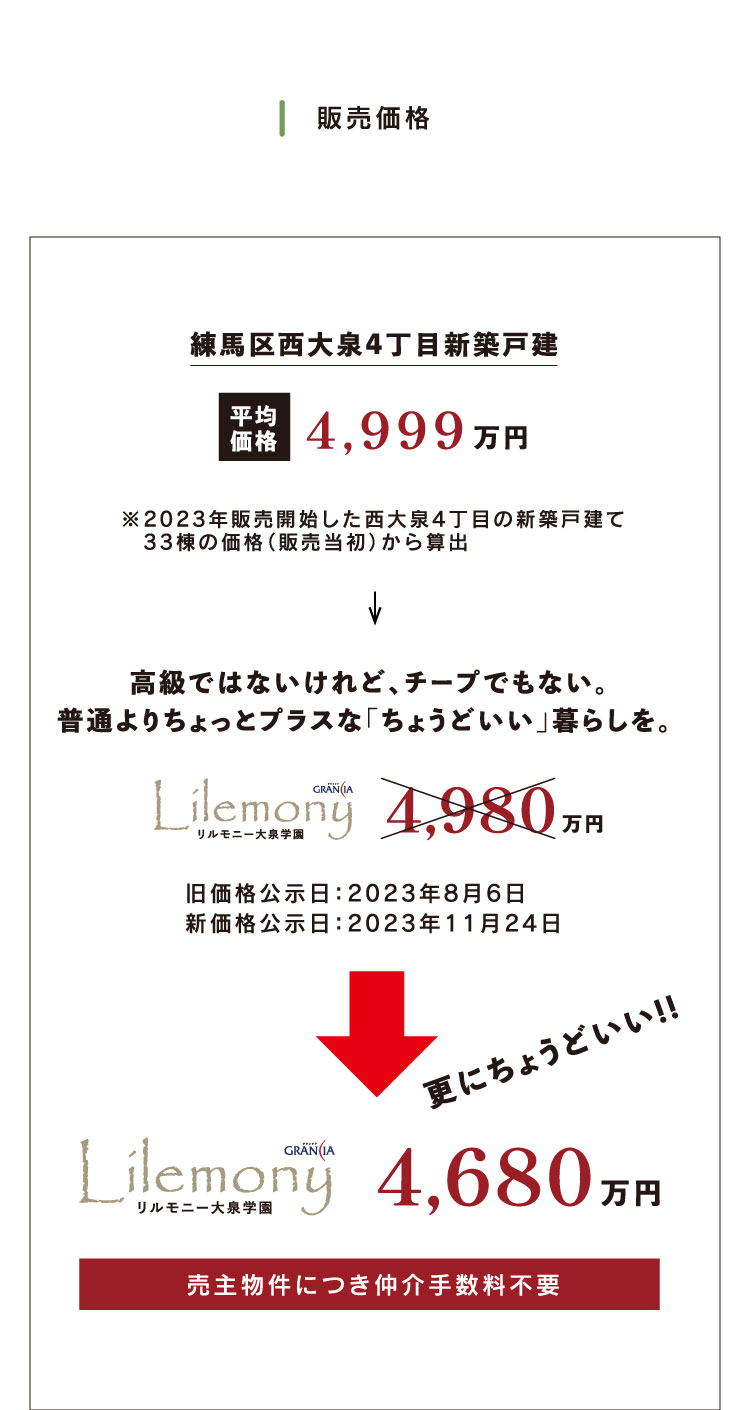 販売価格
練馬区西大泉4丁目新築戸建
平均
価格
4,999万円
※2023年販売開始した西大泉4丁目の新築戸建て
33棟の価格(販売当初)から算出
↓
高級ではないけれど、チープでもない。
普通よりちょっとプラスな「ちょうどいい」暮らしを。
GRANCIA
Lilemony
リルモニー大泉学園
4,980万円
旧価格公示日:2023年8月6日
新価格公示日:2023年11月24日
更にちょうどいい!!
GRANCIA
Lilemony
リルモニー大泉学園
4,680万円
売主物件につき仲介手数料不要